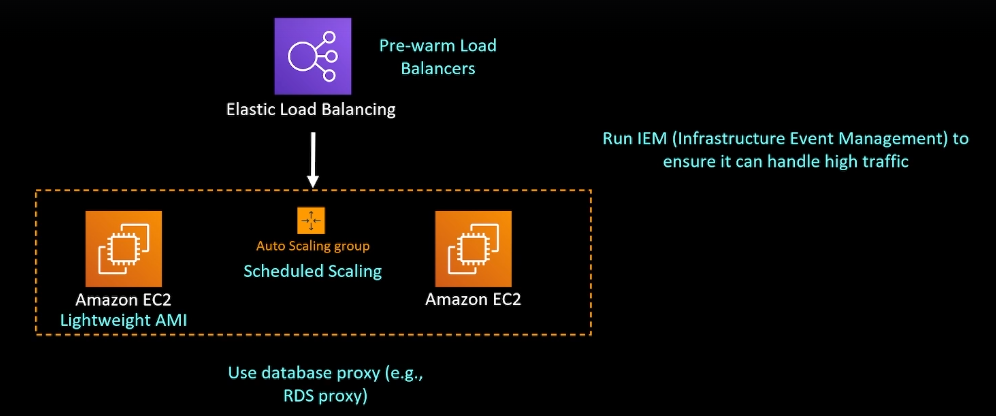 Pre-warm Load
Balancers
Elastic Load Balancing
Run IEM (Infrastructure Event Management) to
ensure it can handle high traffic
Auto Scaling group
Scheduled Scaling
Amazon EC2
Lightweight AMI
Amazon EC2
Use database proxy (e.g.,
RDS proxy)